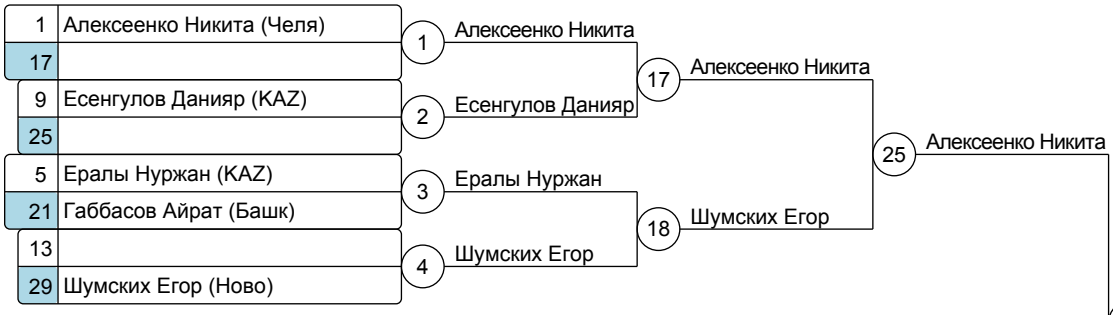 1 Алексеенко Никита (Челя)
17
9 Есенгулов Данияр (KAZ)
25
5 Ералы Нуржан (KAZ)
21 Габбасов Айрат (Башк)
13
29 Шумских Егор (Ново)
1 Алексеенко Никита
2 Есенгулов Данияр
3 Ералы Нуржан
4 Шумских Егор
17 Алексеенко Никита
18 Шумских Егор
25 Алексеенко Никита